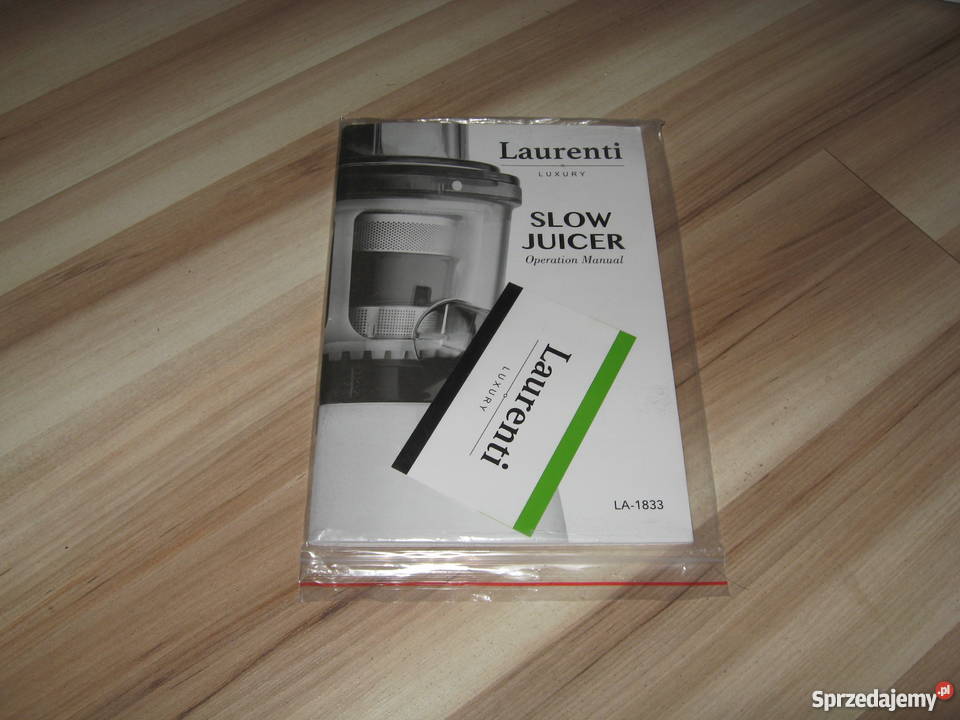 Laurenti
LUXURY
SLOW
JUICER
Operation Manual
Laurenti
LUXURY
LA-1833
Sprzedajemy.pl